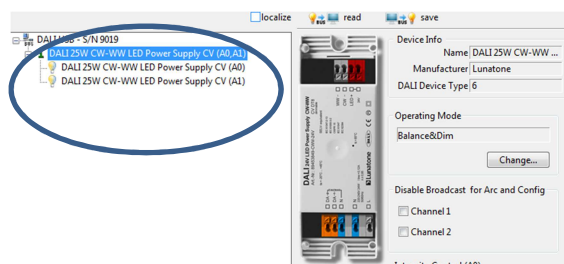 localize
read
save
DALI USB - S/N 9019
DALI 25W CW-WW LED Power Supply CV (A0,A1)
DALI 25W CW-WW LED Power Supply CV (A0)
DALI 25W CW-WW LED Power Supply CV (A1)
Device Info
Name DALI 25W CW-WW ...
Manufacturer Lunatone
DALI Device Type 6
Operating Mode
Balance&Dim
Change...
Disable Broadcast for Arc and Config
Channel 1
Channel 2
Lunatone